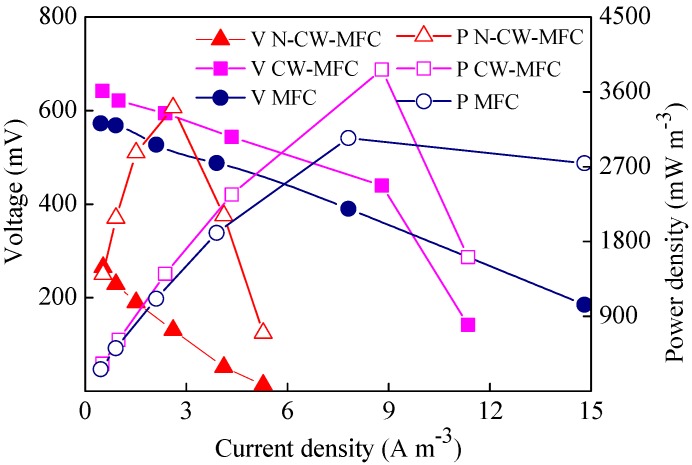 800
600
400
200
Voltage (mV)
V N-CW-MFC
V CW-MFC
V MFC
P N-CW-MFC
P CW-MFC
P MFC
4500
3600
2700
1800
900
Power density (mW m⁻³)
0 3 6 9 12 15
Current density (A m⁻³)